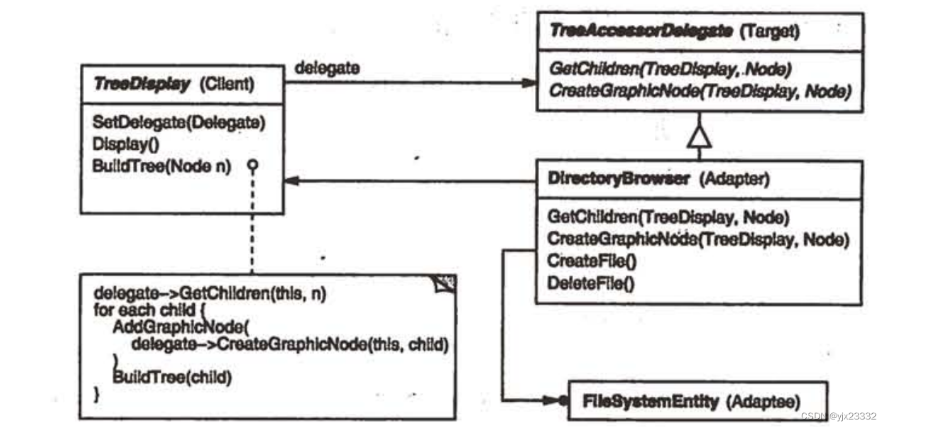 TreeAccessorDelegate (Target)
GetChildren(TreeDisplay, Node)
CreateGraphicNode(TreeDisplay, Node)
delegate
TreeDisplay (Client)
SetDelegate(Delegate)
Display()
BuildTree(Node n)
DirectoryBrowser (Adapter)
GetChildren(TreeDisplay, Node)
CreateGraphicNode(TreeDisplay, Node)
CreateFile()
DeleteFile()
delegate->GetChildren(this, n)
for each child {
AddGraphicNode(
delegate->CreateGraphicNode(this, child)
)
BuildTree(child)
}
FileSystemEntity (Adaptee)
CSDN @yjx23332